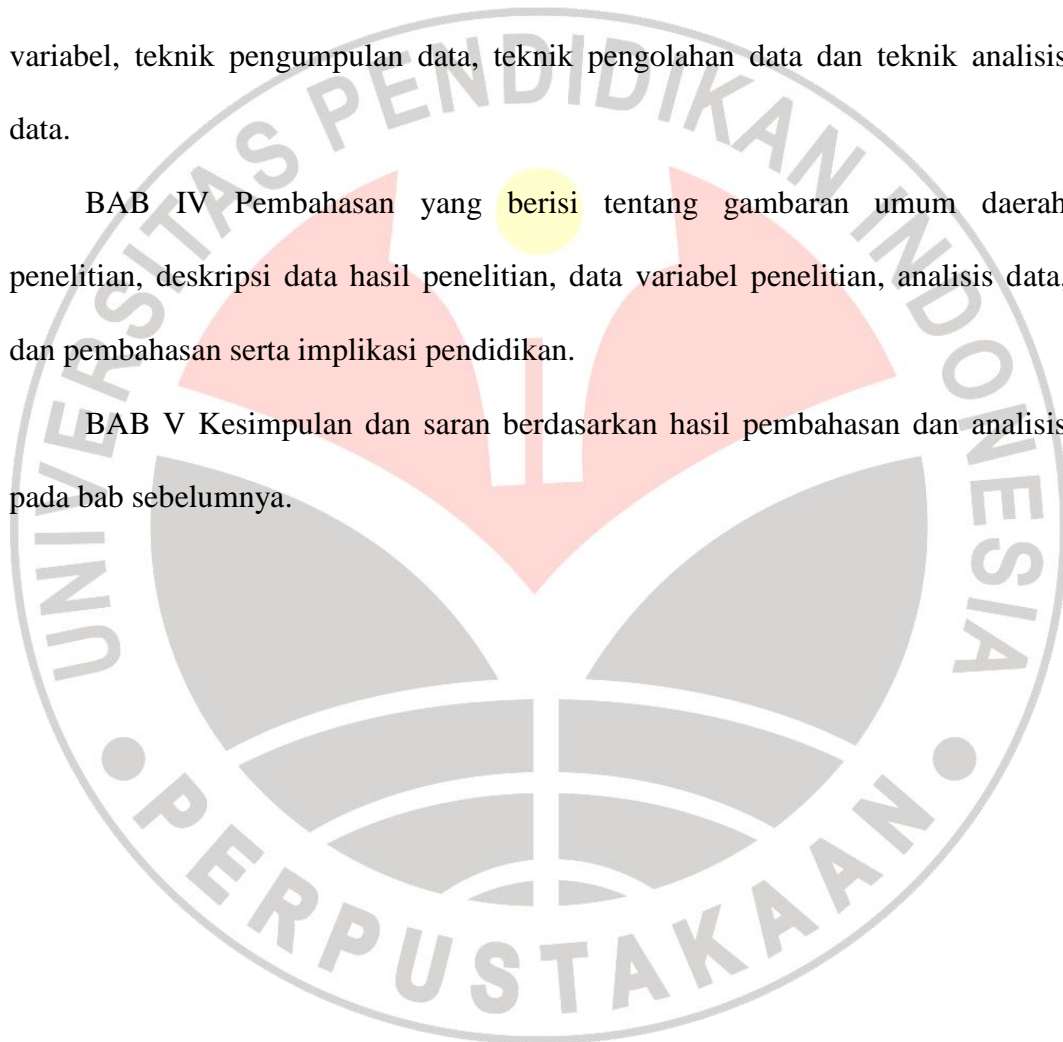 variabel, teknik pengumpulan data, teknik pengolahan data dan teknik analisis
data.
BAB IV Pembahasan yang berisi tentang gambaran umum daerah
penelitian, deskripsi data hasil penelitian, data variabel penelitian, analisis data,
dan pembahasan serta implikasi pendidikan.
BAB V Kesimpulan dan saran berdasarkan hasil pembahasan dan analisis
pada bab sebelumnya.
UNIVERSITAS PENDIDIKAN INDONESIA
PERPUSTAKAAN